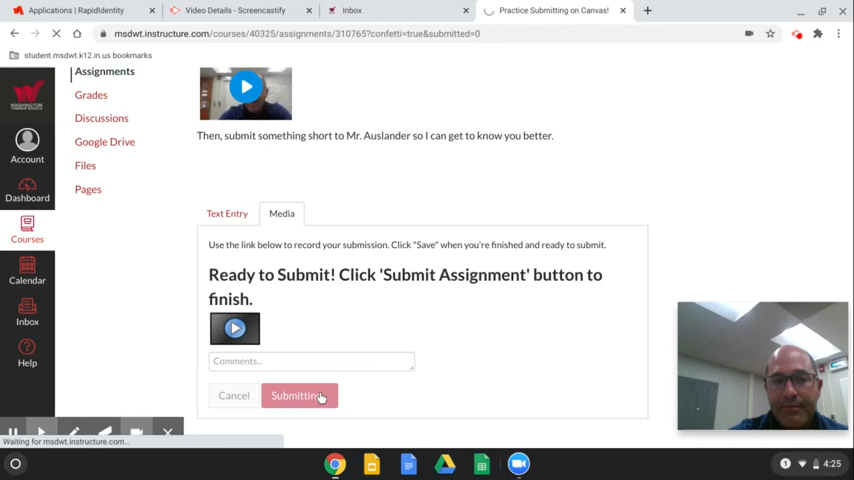 Applications | RapidIdentity
Video Details - Screencastify
Inbox
Practice Submitting on Canvas!
msdwt.instructure.com/courses/40325/assignments/310765?confetti=true&submitted=0
student.msdwt.k12.in.us bookmarks
WASHINGTON
Account
Dashboard
Courses
Calendar
Inbox
Help
Assignments
Grades
Discussions
Google Drive
Files
Pages
Then, submit something short to Mr. Auslander so I can get to know you better.
Text Entry
Media
Use the link below to record your submission. Click "Save" when you're finished and ready to submit.
Ready to Submit! Click 'Submit Assignment' button to
finish.
Comments...
Cancel
Submitting...
Waiting for msdwt.instructure.com...
1
4:25